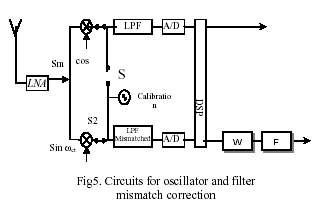 LPF
A/D
cos
Sm
S
LNA
Calibratio
n
DSP
S2
LPF
Mismatched
A/D
W
F
Sin ω
Fig5. Circuits for oscillator and filter
mismatch correction